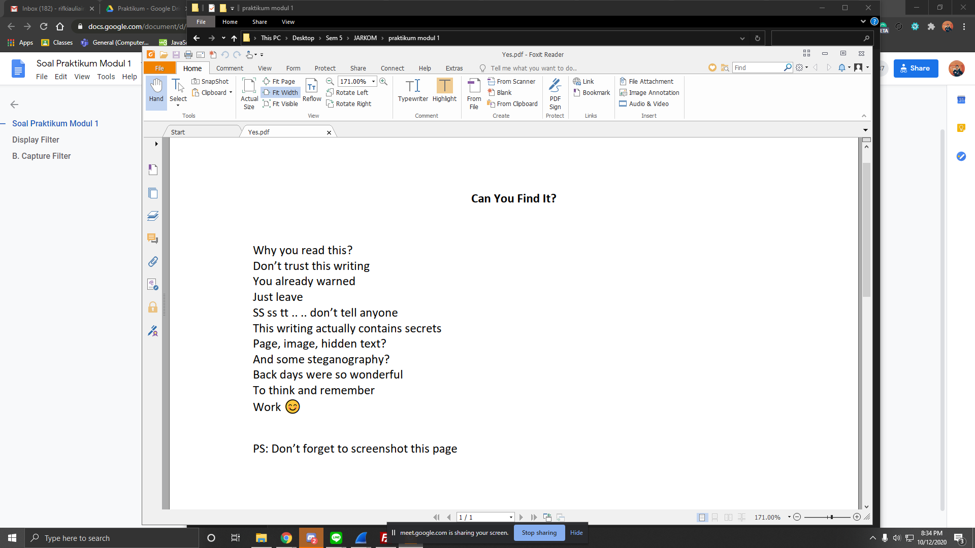 Inbox (182) - rifkiaulus
Praktikum - Google De
praktikum modul 1
docs.google.com/document/d/
Apps
Classes
General (Computer...
File
Home
Share
View
This PC
Desktop
Sem 5
JARKOM
praktikum modul 1
Soal Praktikum Modul 1
File Edit View Tools Help
Share
Soal Praktikum Modul 1
Display Filter
B. Capture Filter
Yes.pdf - Foxit Reader
File Home Comment View Form Protect Share Connect Help Extras
Tell me what you want to do...
Find
Hand
Select
SnapShot
Clipboard
Tools
Actual Size
Fit Page
Fit Width
Fit Visible
Reflow
171.00%
Rotate Left
Rotate Right
View
Typewriter
Highlight
Comment
From File
From Scanner
Blank
From Clipboard
Create
PDF Sign
Protect
Link
Bookmark
Links
File Attachment
Image Annotation
Audio & Video
Insert
Start
Yes.pdf
Can You Find It?
Why you read this?
Don't trust this writing
You already warned
Just leave
SS ss tt .. .. don't tell anyone
This writing actually contains secrets
Page, image, hidden text?
And some steganography?
Back days were so wonderful
To think and remember
Work 😊
PS: Don't forget to screenshot this page
1 / 1
171.00%
meet.google.com is sharing your screen.
Stop sharing
Hide
Type here to search
8:34 PM
10/12/2020